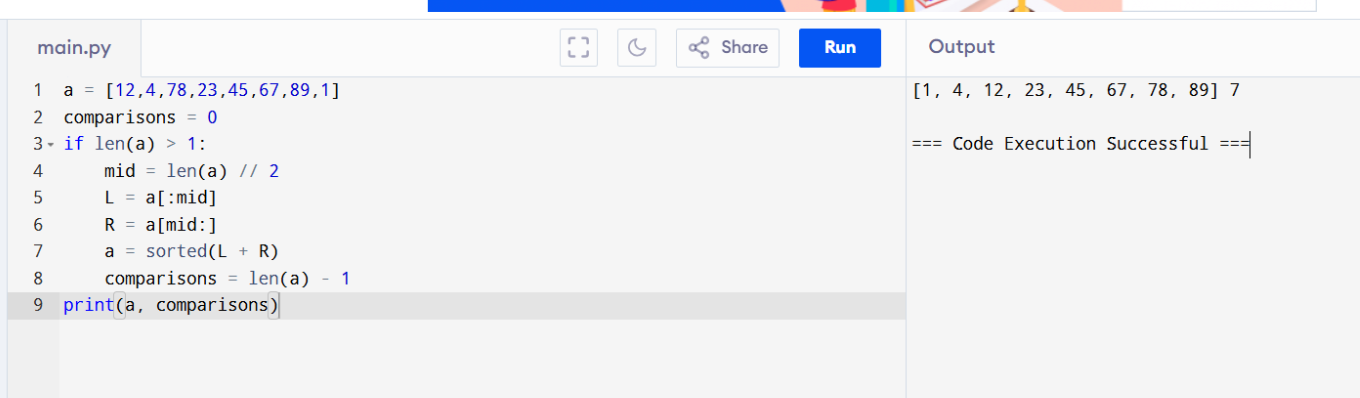 main.py Share Run Output
1 a = [12,4,78,23,45,67,89,1]
2 comparisons = 0
3 if len(a) > 1:
4     mid = len(a) // 2
5     L = a[:mid]
6     R = a[mid:]
7     a = sorted(L + R)
8     comparisons = len(a) - 1
9 print(a, comparisons)
[1, 4, 12, 23, 45, 67, 78, 89] 7
=== Code Execution Successful ===